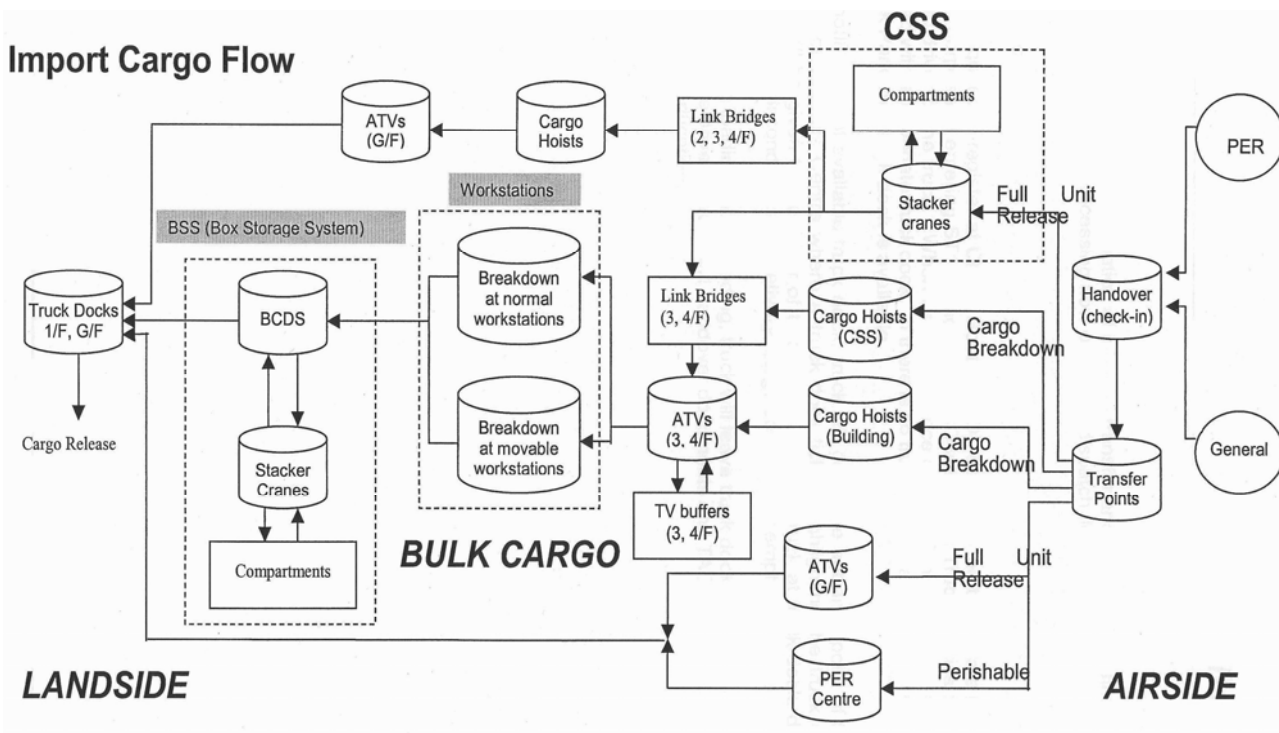 CSS
Import Cargo Flow
Compartments
PER
ATVs
(G/F)
Cargo
Hoists
Link Bridges
(2, 3, 4/F)
Stacker
cranes
Full Unit
Release
Workstations
BSS (Box Storage System)
Truck Docks
1/F, G/F
BCDS
Breakdown
at normal
workstations
Link Bridges
(3, 4/F)
Cargo Hoists
(CSS)
Cargo
Breakdown
Handover
(check-in)
Cargo Release
Stacker
Cranes
Breakdown
at movable
workstations
ATVs
(3, 4/F)
Cargo Hoists
(Building)
Cargo
Breakdown
Transfer
Points
General
Compartments
BULK CARGO
TV buffers
(3, 4/F)
ATVs
(G/F)
Full Unit
Release
PER
Centre
Perishable
LANDSIDE
AIRSIDE